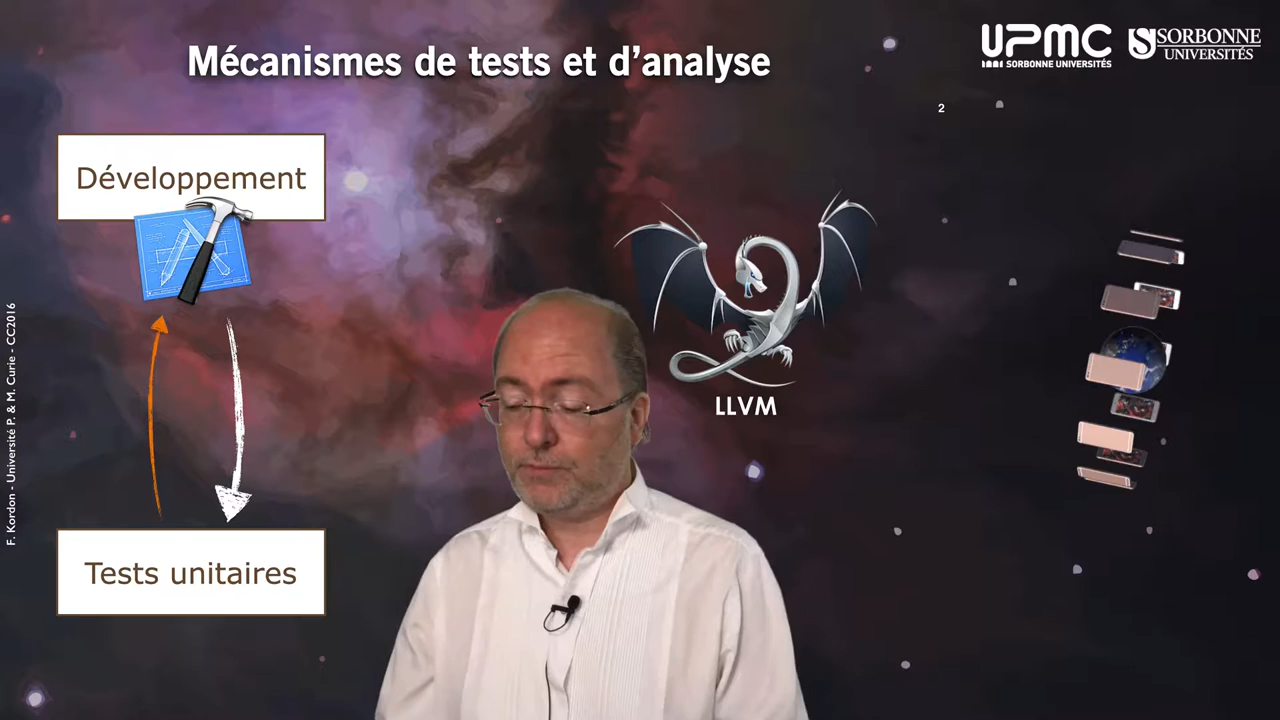 Mécanismes de tests et d'analyse
UPMC
SORBONNE UNIVERSITÉS
SORBONNE
UNIVERSITÉS
2
Développement
LLVM
Tests unitaires
F. Kordon - Université P. & M. Curie - CC2016